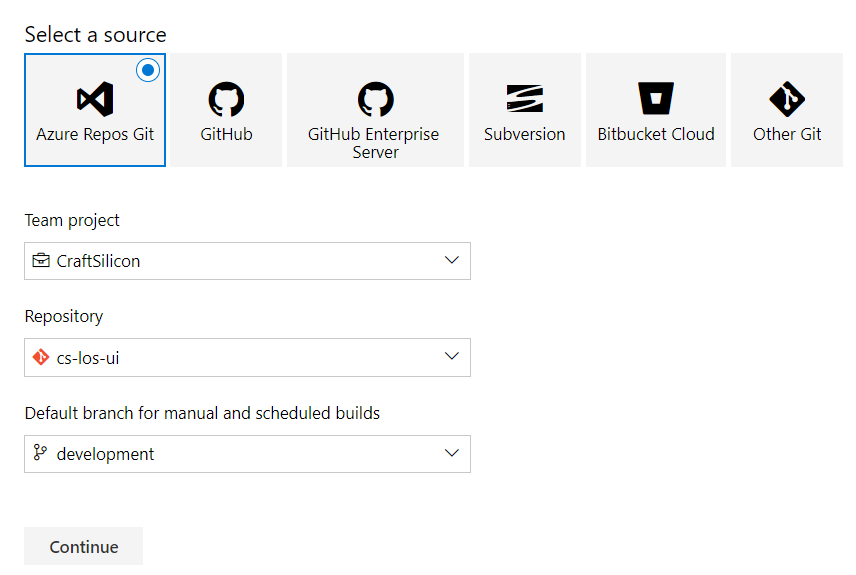 Select a source
Azure Repos Git
GitHub
GitHub Enterprise
Server
Subversion
Bitbucket Cloud
Other Git
Team project
CraftSilicon
Repository
cs-los-ui
Default branch for manual and scheduled builds
development
Continue